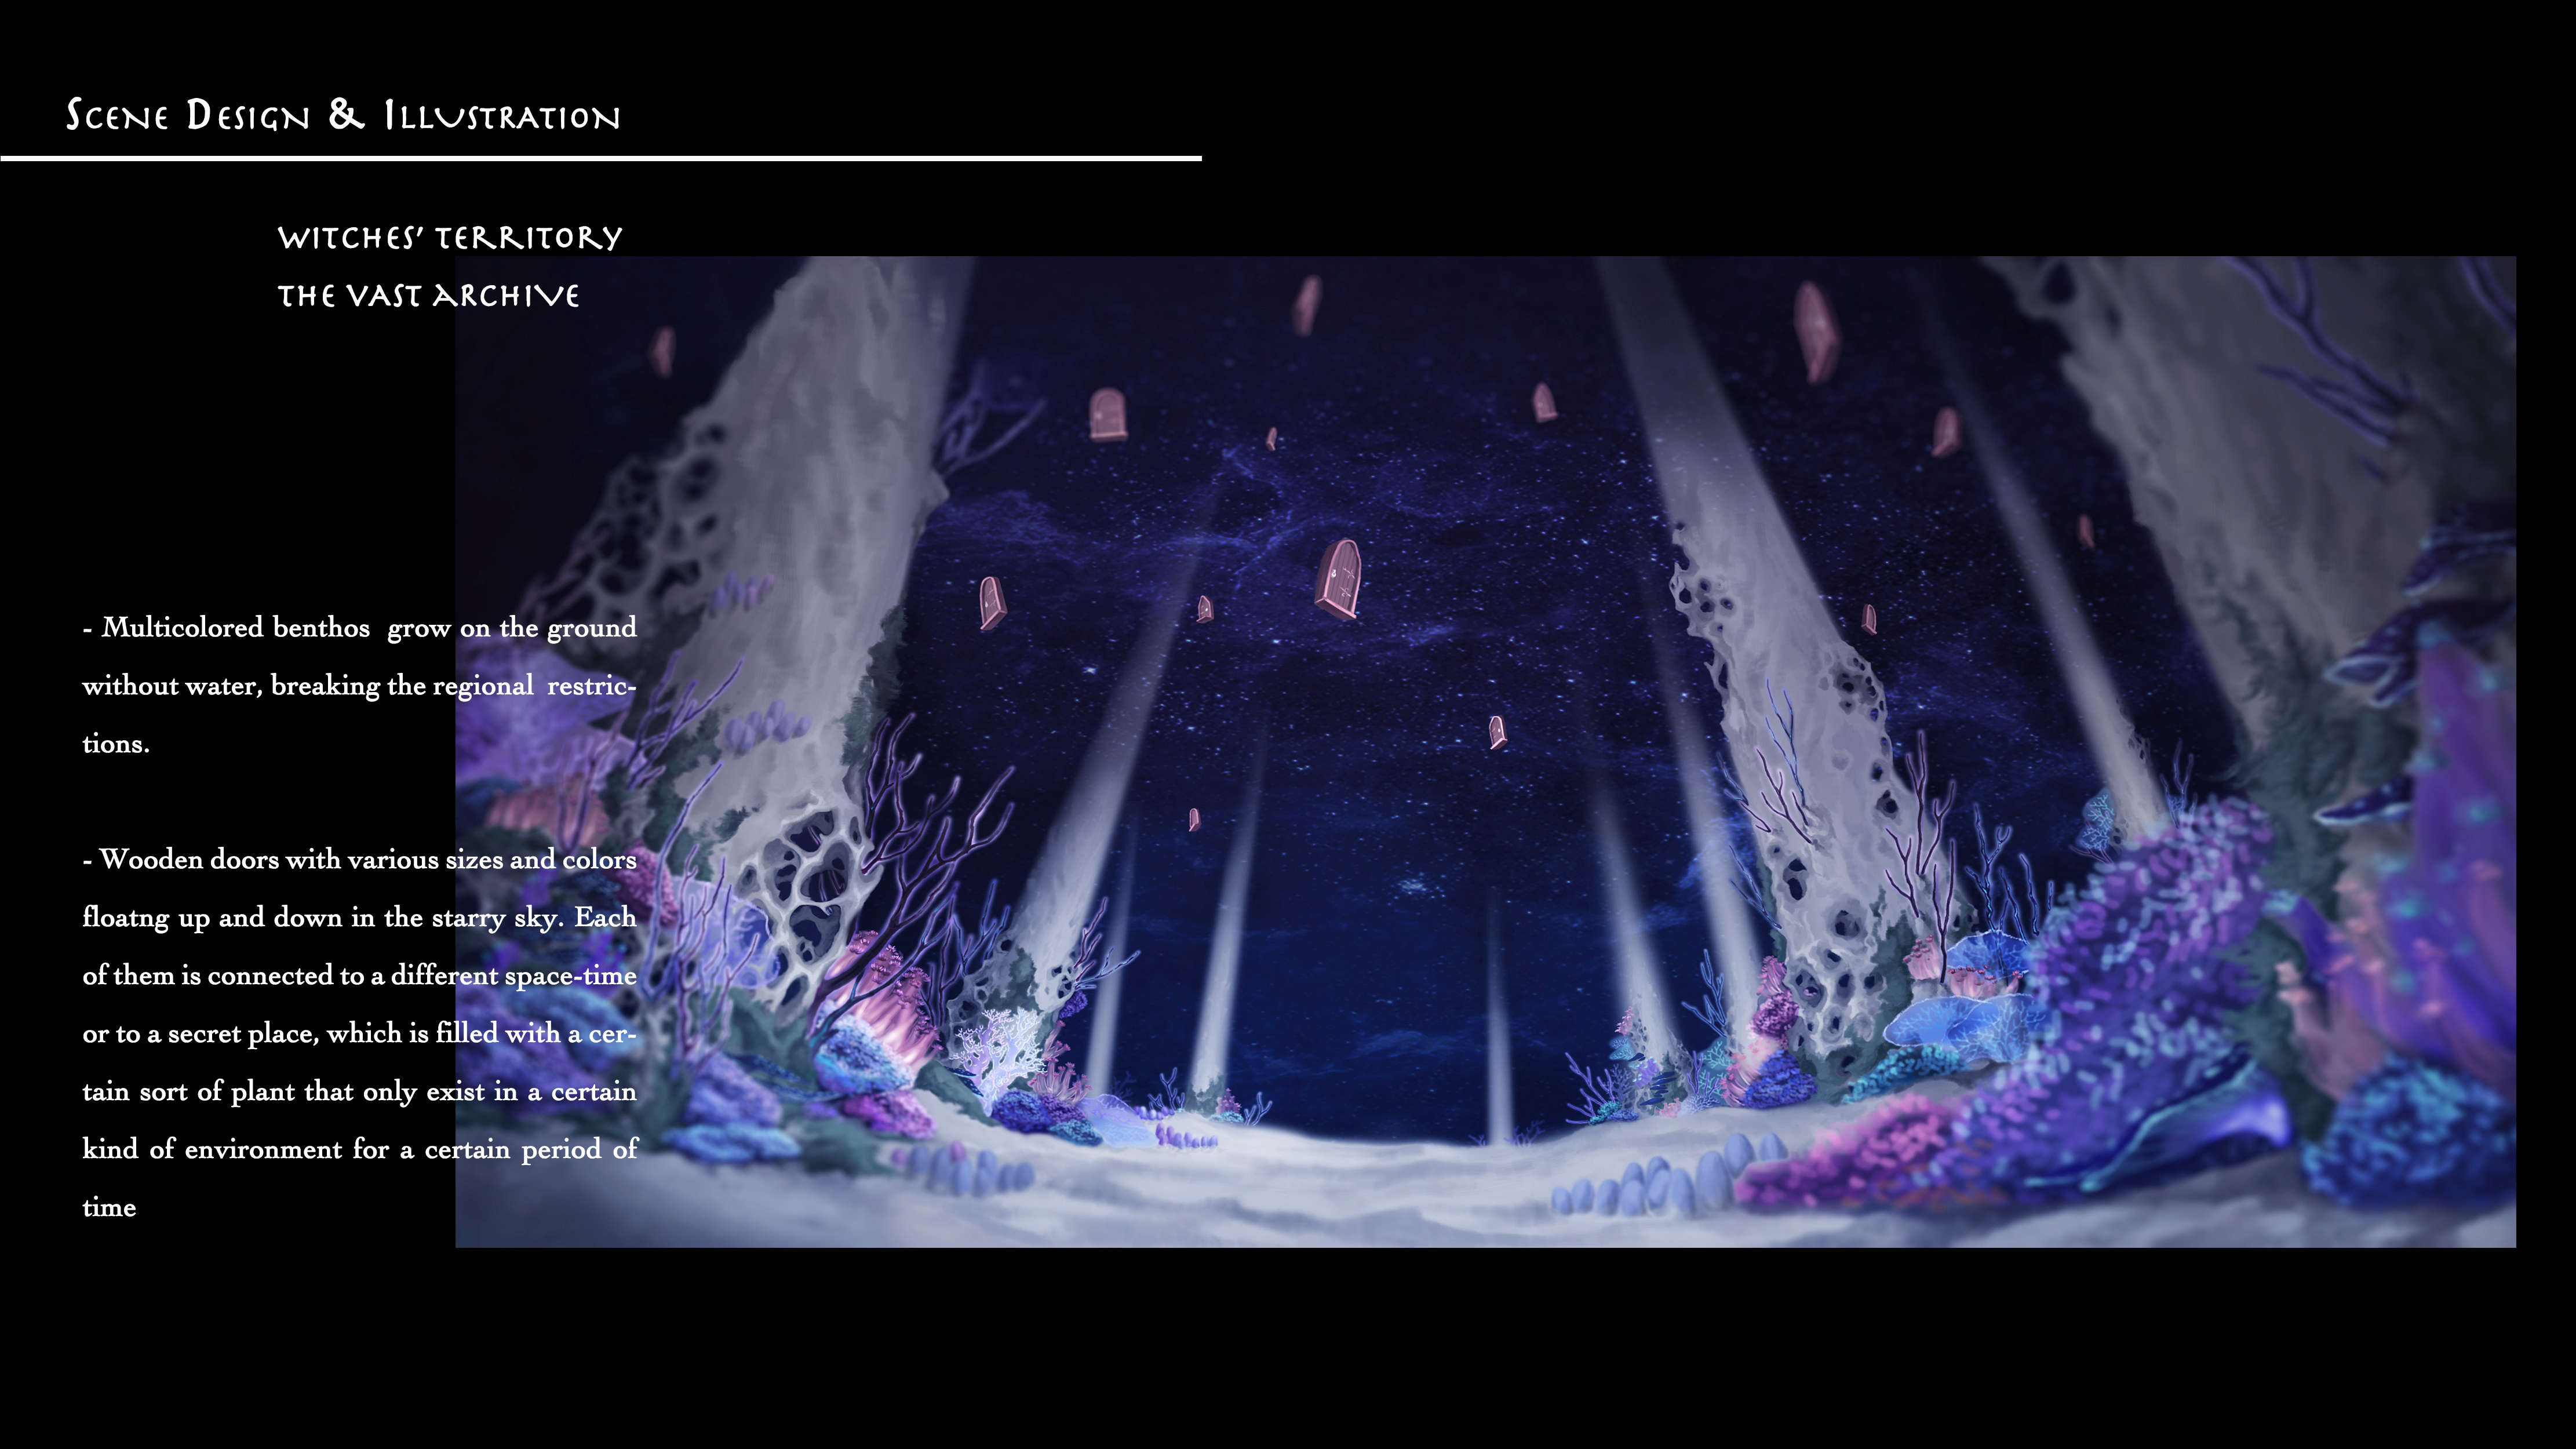 Scene Design & Illustration
WITCHES' TERRITORY
THE VAST ARCHIVE
- Multicolored benthos grow on the ground
without water, breaking the regional restric-
tions.
- Wooden doors with various sizes and colors
floatng up and down in the starry sky. Each
of them is connected to a different space-time
or to a secret place, which is filled with a cer-
tain sort of plant that only exist in a certain
kind of environment for a certain period of
time